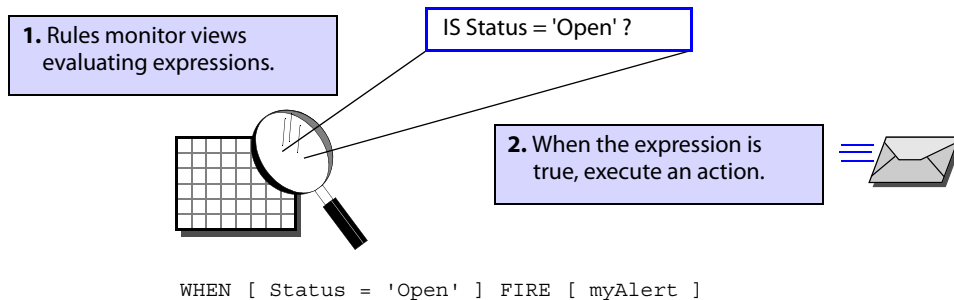 1. Rules monitor views
evaluating expressions.
IS Status = 'Open' ?
2. When the expression is
true, execute an action.
WHEN [ Status = 'Open' ] FIRE [ myAlert ]